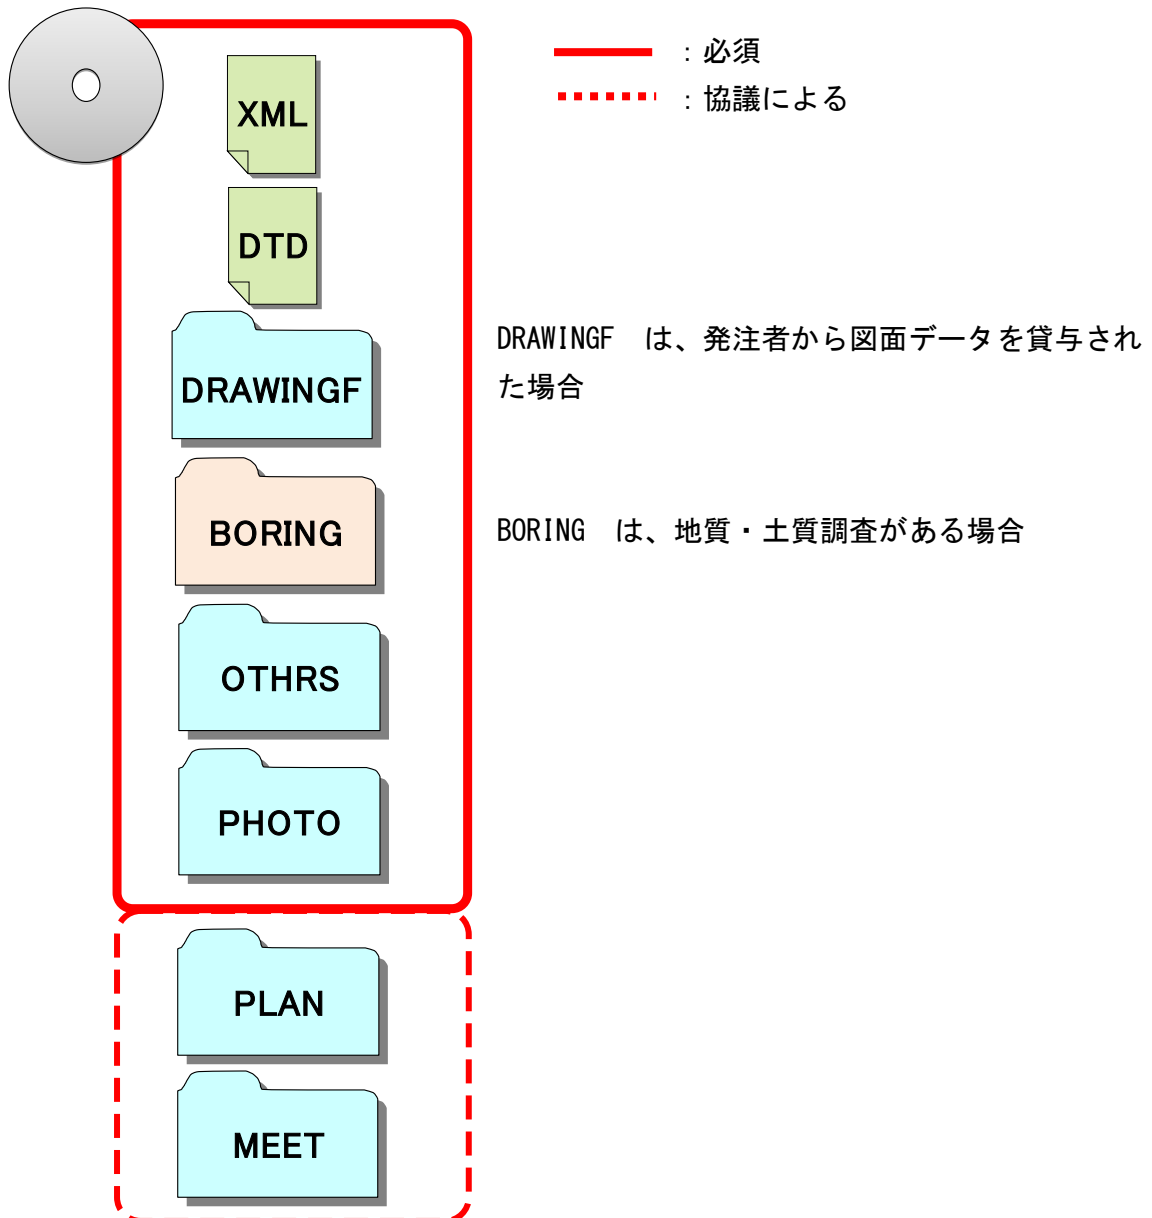 ：必須
：協議による
XML
DTD
DRAWINGF
DRAWINGF　は、発注者から図面データを貸与され
た場合
BORING
BORING　は、地質・土質調査がある場合
OTHRS
PHOTO
PLAN
MEET